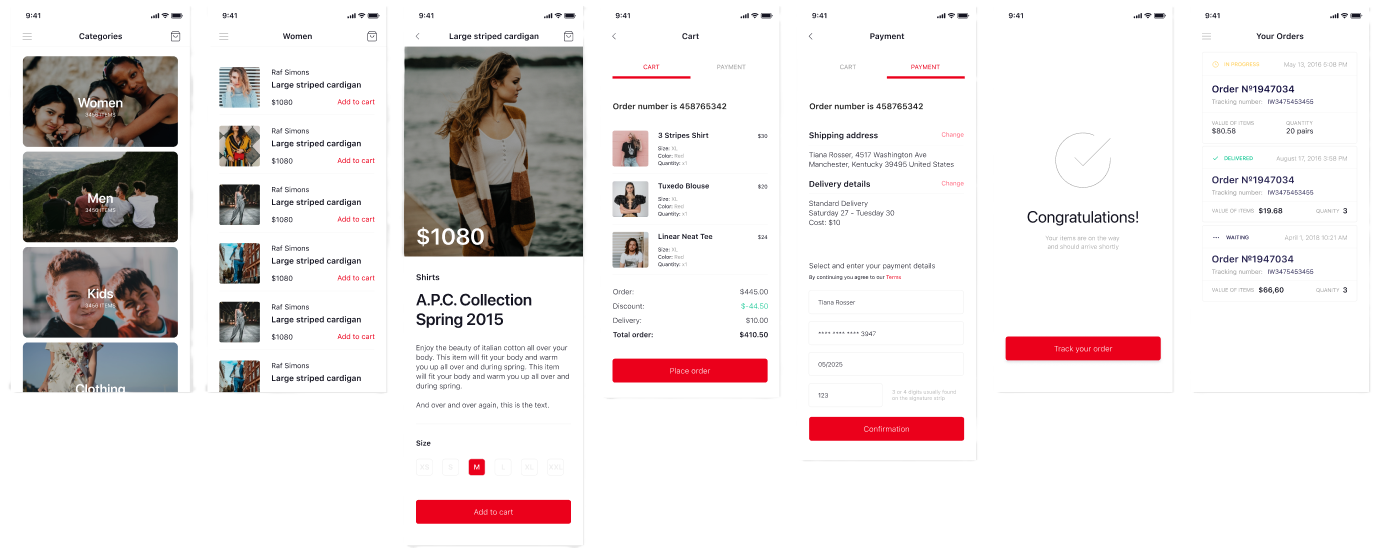 9:41
Categories
Women
3456 ITEMS
Men
3456 ITEMS
Kids
3456 ITEMS
Clothing
9:41
Women
Raf Simons
Large striped cardigan
$1080
Add to cart
Raf Simons
Large striped cardigan
$1080
Add to cart
Raf Simons
Large striped cardigan
$1080
Add to cart
Raf Simons
Large striped cardigan
$1080
Add to cart
Raf Simons
Large striped cardigan
$1080
Add to cart
Raf Simons
Large striped cardigan
9:41
Large striped cardigan
$1080
Shirts
A.P.C. Collection
Spring 2015
Enjoy the beauty of italian cotton all over your
body. This item will fit your body and warm
you up all over and during spring. This item
will fit your body and warm you up all over and
during spring.
And over and over again, this is the text.
Size
S M L XL XXL
Add to cart
9:41
Cart
CART PAYMENT
Order number is 458765342
3 Stripes Shirt $30
Size: XL
Color: Red
Quantity: x1
Tuxedo Blouse $20
Size: XL
Color: Red
Quantity: x1
Linear Neat Tee $24
Size: XL
Color: Red
Quantity: x1
Order: $445.00
Discount: $-44.50
Delivery: $10.00
Total order: $410.50
Place order
9:41
Payment
CART PAYMENT
Order number is 458765342
Shipping address Change
Tiana Rosser, 4517 Washington Ave
Manchester, Kentucky 39495 United States
Delivery details Change
Standard Delivery
Saturday 27 - Tuesday 30
Cost: $10
Select and enter your payment details
By continuing you agree to our Terms
Tiana Rosser
**** **** **** 3947
05/2025
123
3 or 4 digits usually found
on the signature strip
Confirmation
9:41
Congratulations!
Your items are on the way
and should arrive shortly
Track your order
9:41
Your Orders
IN PROGRESS May 13, 2016 5:08 PM
Order №1947034
Tracking number: IW3475453455
VALUE OF ITEMS QUANTITY
$80.58 20 pairs
DELIVERED August 17, 2016 3:58 PM
Order №1947034
Tracking number: IW3475453455
VALUE OF ITEMS $19.68 QUANITY 3
WAITING April 1, 2018 10:21 AM
Order №1947034
Tracking number: IW3475453455
VALUE OF ITEMS $66,60 QUANITY 3